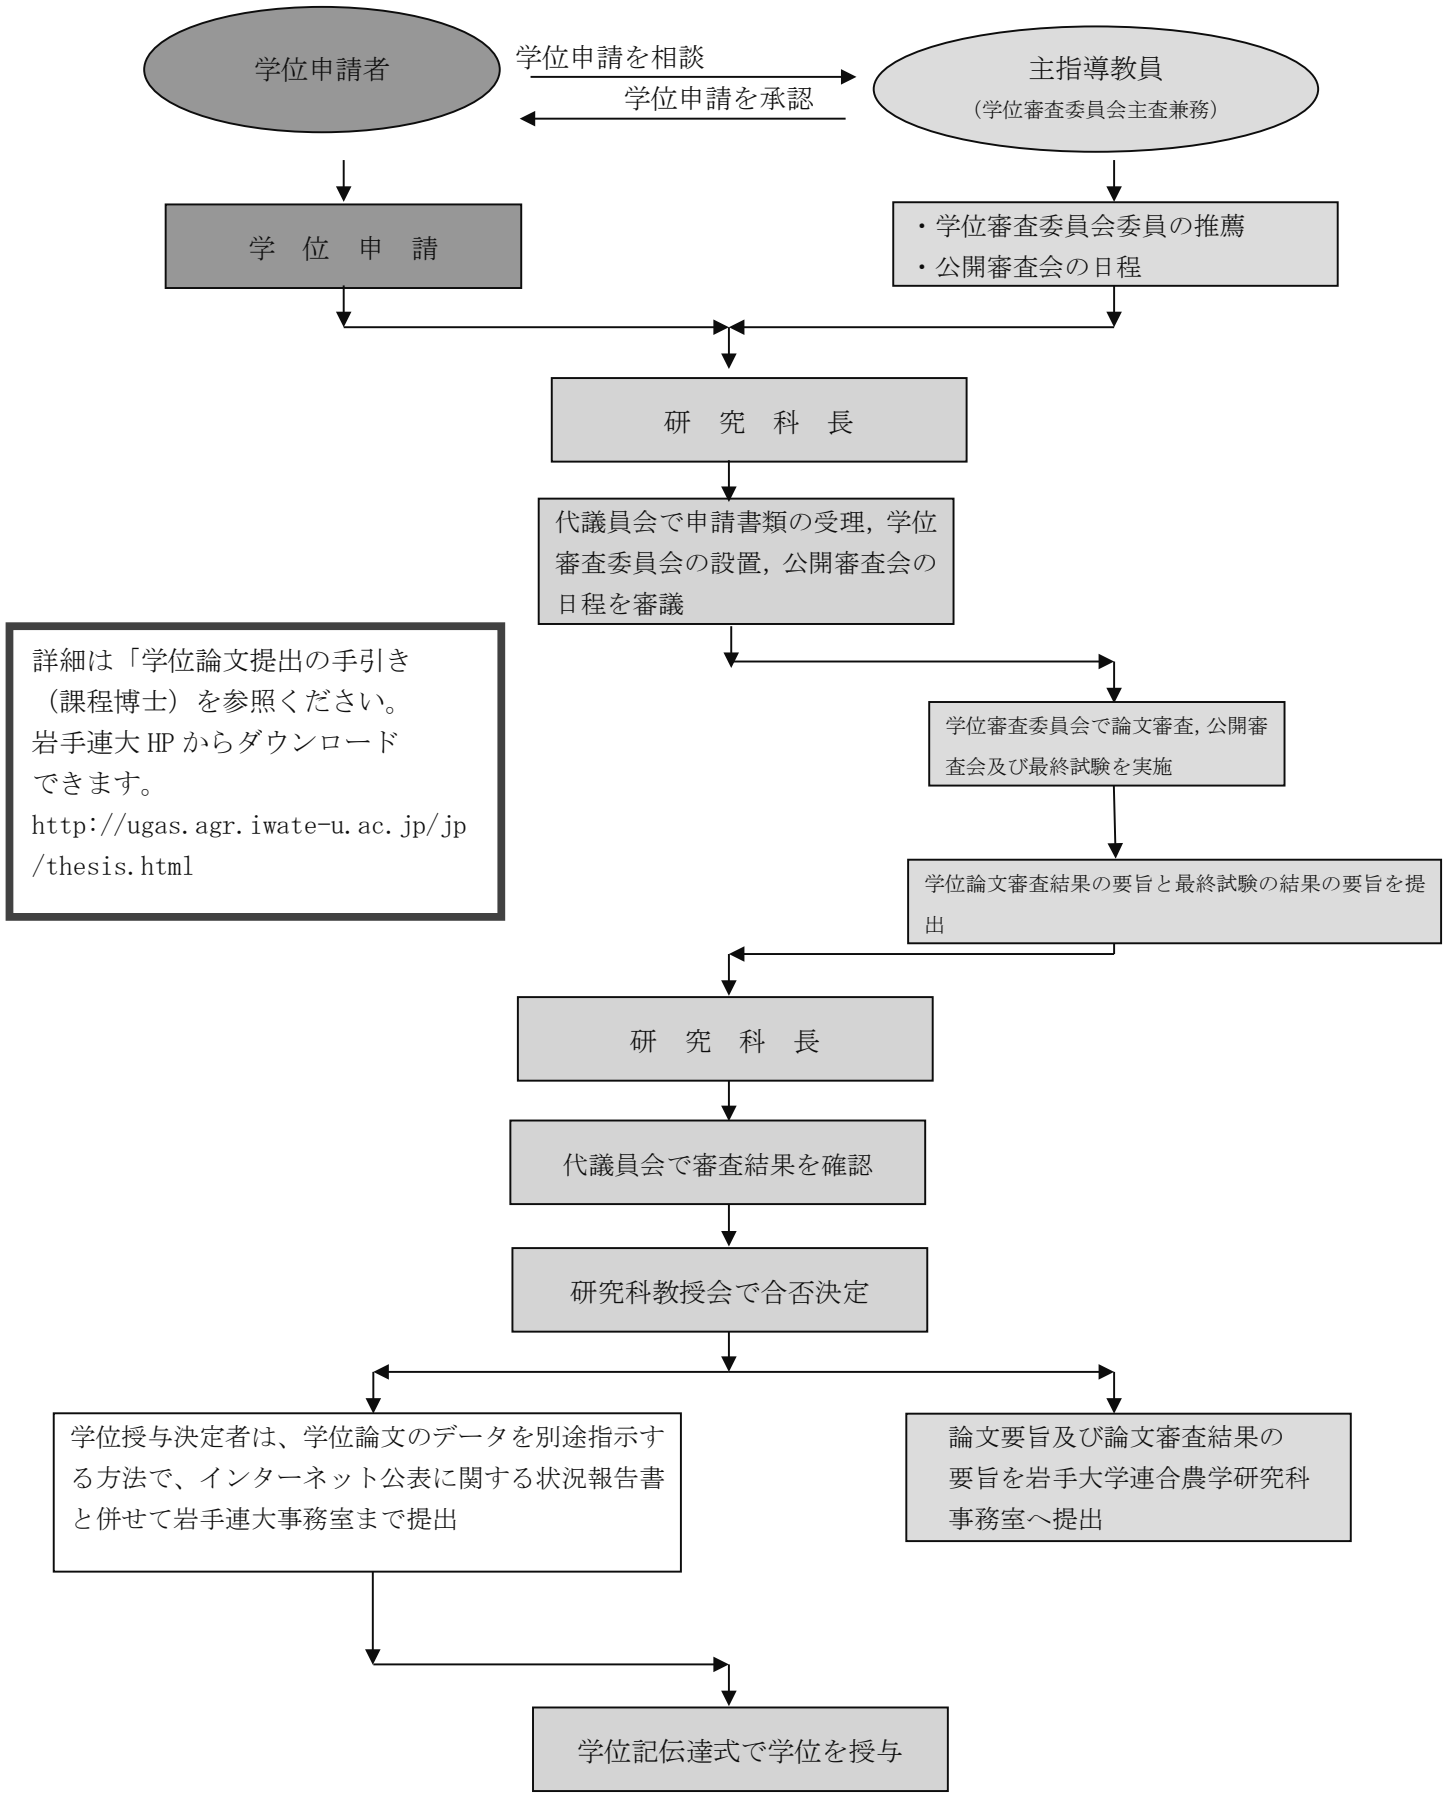 学位申請者
学位申請を相談
学位申請を承認
主指導教員
（学位審査委員会主査兼務）
学　位　申　請
・学位審査委員会委員の推薦
・公開審査会の日程
研　究　科　長
代議員会で申請書類の受理，学位
審査委員会の設置，公開審査会の
日程を審議
詳細は「学位論文提出の手引き
（課程博士）を参照ください。
岩手連大 HP からダウンロード
できます。
http://ugas.agr.iwate-u.ac.jp/jp
/thesis.html
学位審査委員会で論文審査，公開審
査会及び最終試験を実施
学位論文審査結果の要旨と最終試験の結果の要旨を提
出
研　究　科　長
代議員会で審査結果を確認
研究科教授会で合否決定
学位授与決定者は、学位論文のデータを別途指示す
る方法で、インターネット公表に関する状況報告書
と併せて岩手連大事務室まで提出
論文要旨及び論文審査結果の
要旨を岩手大学連合農学研究科
事務室へ提出
学位記伝達式で学位を授与